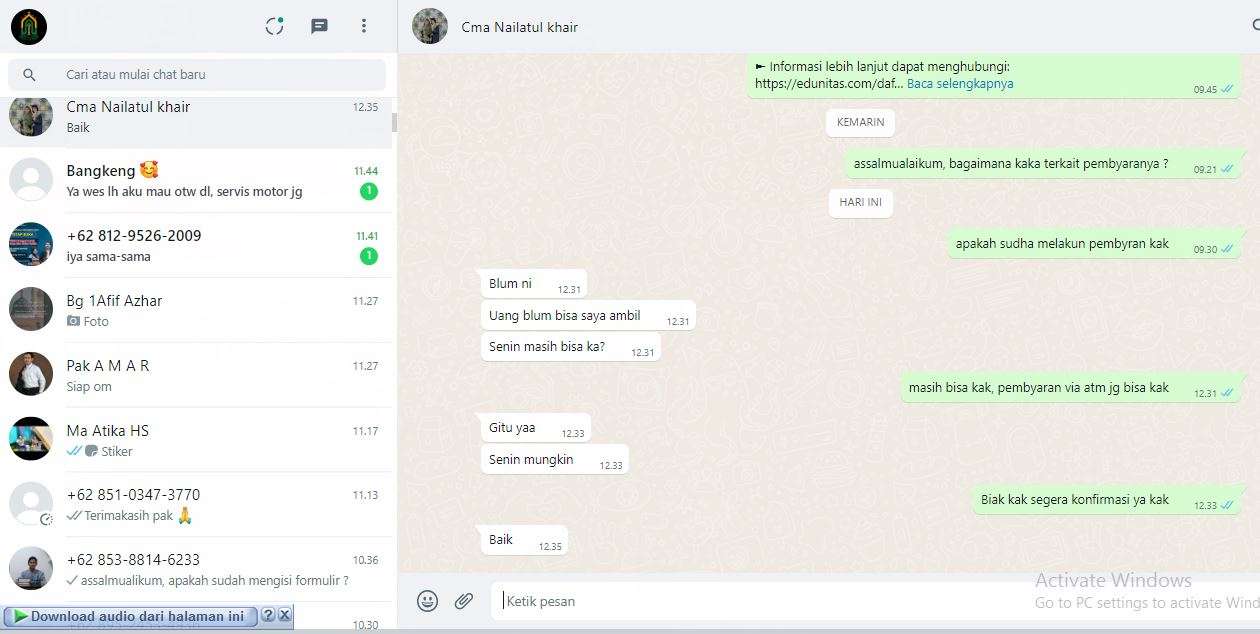 Cari atau mulai chat baru
Cma Nailatul khair 12.35
Baik
Bangkeng 🥰 11.44
Ya wes lh aku mau otw dl, servis motor jg 1
+62 812-9526-2009 11.41
iya sama-sama 1
Bg 1Afif Azhar 11.27
Foto
Pak A M A R 11.27
Siap om
Ma Atika HS 11.17
Stiker
+62 851-0347-3770 11.13
Terimakasih pak 🙏
+62 853-8814-6233 10.36
assalmualikum, apakah sudah mengisi formulir ?
Download audio dari halaman ini ? X
10.30
Cma Nailatul khair
► Informasi lebih lanjut dapat menghubungi:
https://edunitas.com/daf... Baca selengkapnya 09.45
KEMARIN
assalmualaikum, bagaimana kaka terkait pembyaranya ? 09.21
HARI INI
apakah sudha melakun pembyran kak 09.30
Blum ni 12.31
Uang blum bisa saya ambil 12.31
Senin masih bisa ka? 12.31
masih bisa kak, pembyaran via atm jg bisa kak 12.31
Gitu yaa 12.33
Senin mungkin 12.33
Biak kak segera konfirmasi ya kak 12.33
Baik 12.35
Ketik pesan
Activate Windows
Go to PC settings to activate Wind